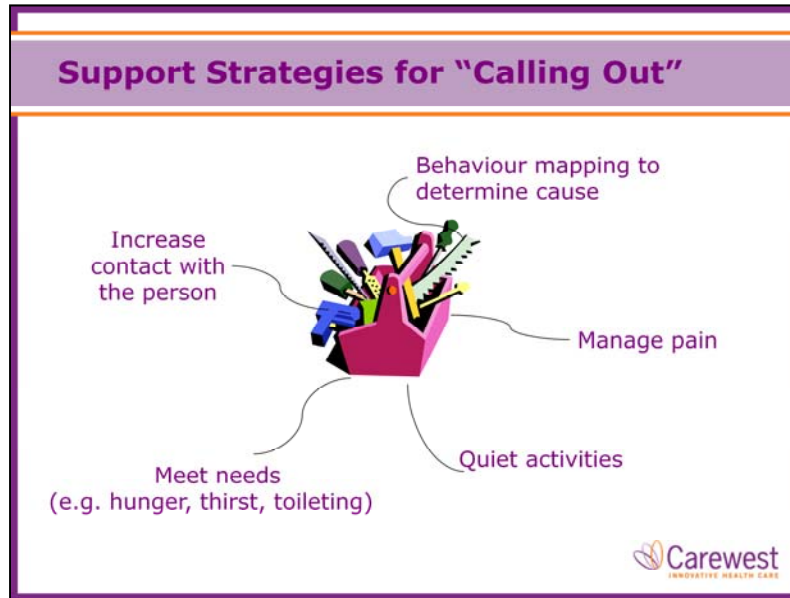 Support Strategies for “Calling Out”
Behaviour mapping to
determine cause
Increase
contact with
the person
Manage pain
Quiet activities
Meet needs
(e.g. hunger, thirst, toileting)
Carewest
INNOVATIVE HEALTH CARE